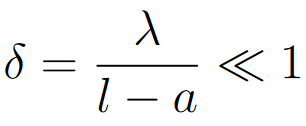 δ = λ / (l − a) ≪ 1